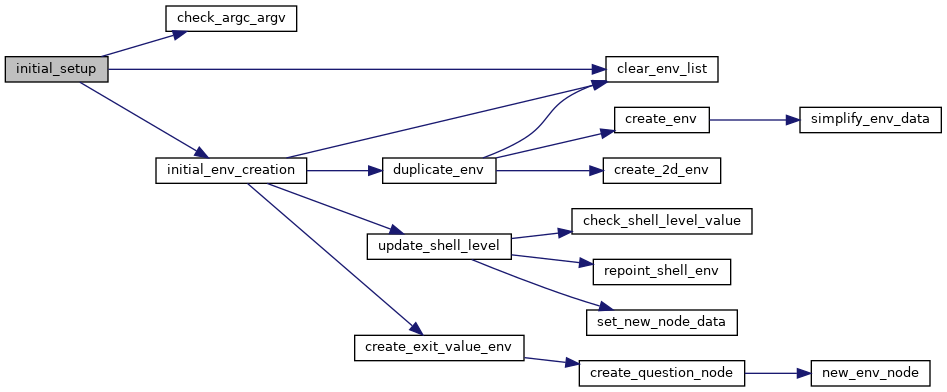 check_argc_argv
initial_setup
clear_env_list
create_env
simplify_env_data
initial_env_creation
duplicate_env
create_2d_env
check_shell_level_value
update_shell_level
repoint_shell_env
set_new_node_data
create_exit_value_env
create_question_node
new_env_node